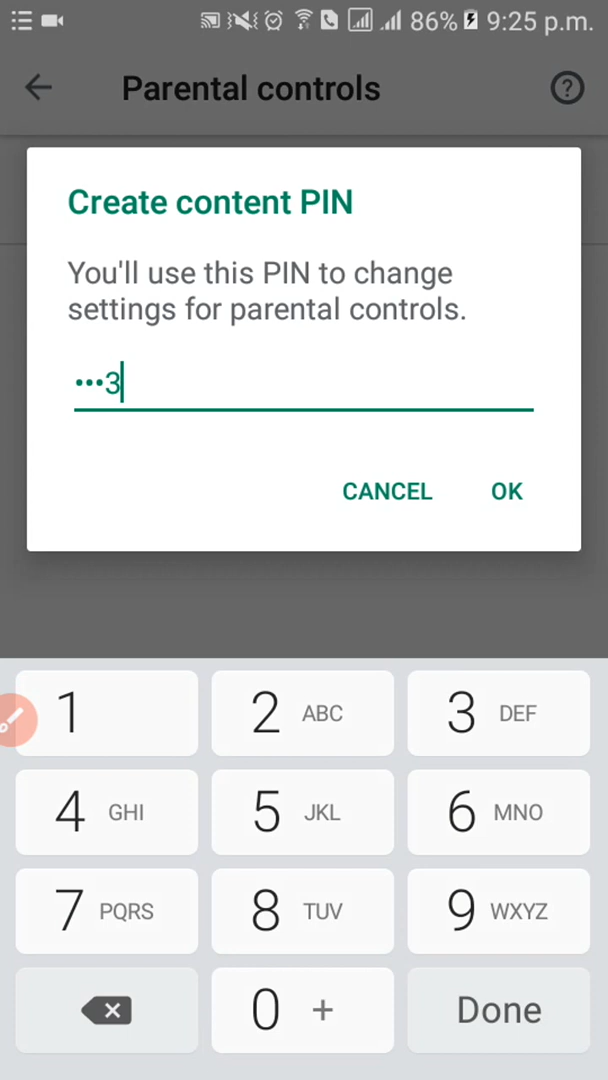 86% 9:25 p.m.
Parental controls
Create content PIN
You'll use this PIN to change
settings for parental controls.
•••3
CANCEL OK
1 2 ABC 3 DEF
4 GHI 5 JKL 6 MNO
7 PQRS 8 TUV 9 WXYZ
0 + Done